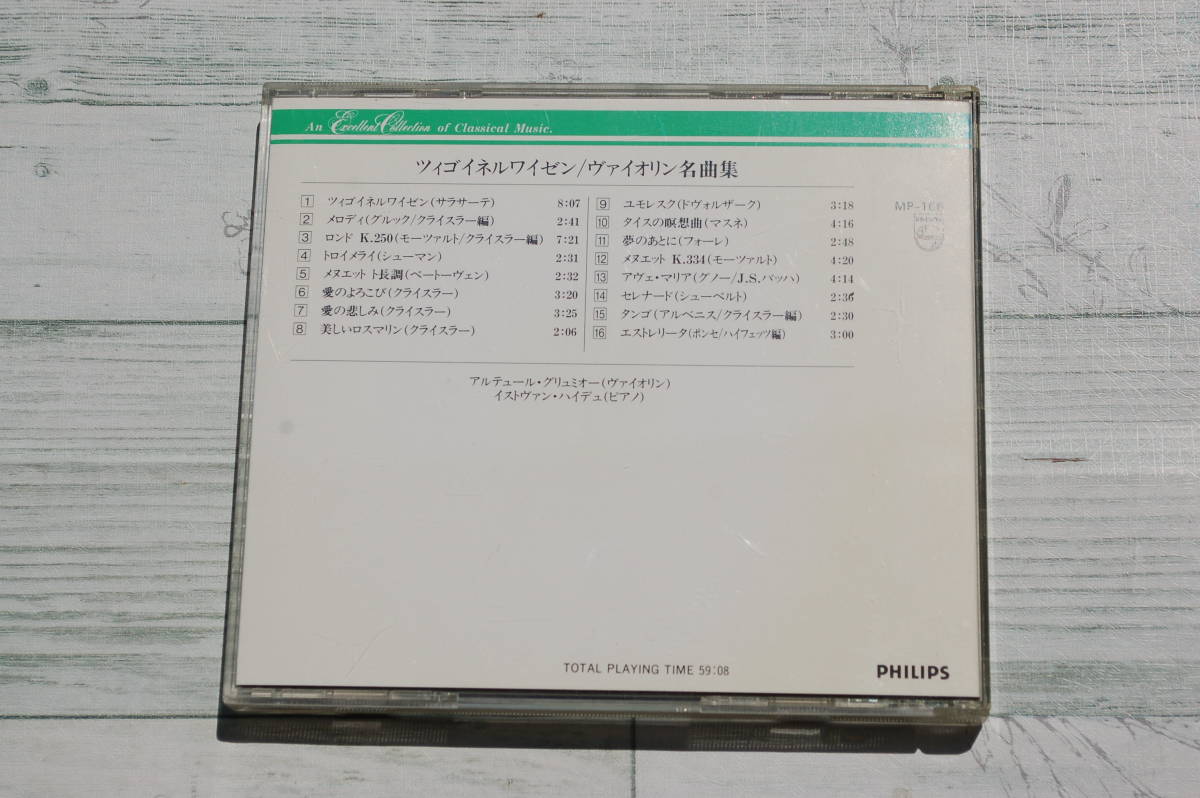 An Excellent Collection of Classical Music.
ツィゴイネルワイゼン/ヴァイオリン名曲集
1 ツィゴイネルワイゼン(サラサーテ) 8:07
2 メロディ(グルック/クライスラー編) 2:41
3 ロンド K.250(モーツァルト/クライスラー編) 7:21
4 トロイメライ(シューマン) 2:31
5 メヌエット ト長調(ベートーヴェン) 2:32
6 愛のよろこび(クライスラー) 3:20
7 愛の悲しみ(クライスラー) 3:25
8 美しいロスマリン(クライスラー) 2:06
9 ユモレスク(ドヴォルザーク) 3:18
10 タイスの瞑想曲(マスネ) 4:16
11 夢のあとに(フォーレ) 2:48
12 メヌエット K.334(モーツァルト) 4:20
13 アヴェ・マリア(グノー/J.S.バッハ) 4:14
14 セレナード(シューベルト) 2:36
15 タンゴ(アルベニス/クライスラー編) 2:30
16 エストレリータ(ポンセ/ハイフェッツ編) 3:00
アルテュール・グリュミオー(ヴァイオリン)
イストヴァン・ハイデュ(ピアノ)
TOTAL PLAYING TIME 59:08
PHILIPS